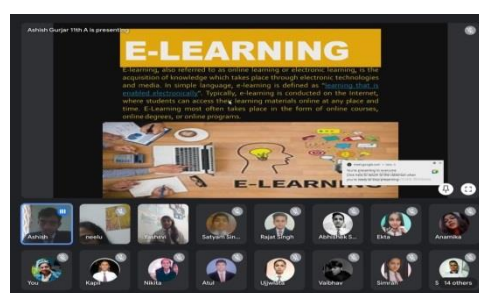 Ashish Gurjar 11th A is presenting
E-LEARNING
E-learning, also referred to as online learning or electronic learning, is the
acquisition of knowledge which takes place through electronic technologies
and media. In simple language, e-learning is defined as "learning that is
enabled electronically". Typically, e-learning is conducted on the Internet,
where students can access their learning materials online at any place and
time. E-Learning most often takes place in the form of online courses,
online degrees, or online programs.
E-LEARNING
Ashish
neelu
Satyam Sin...
Rajat Singh
Abhishek S...
Ekta
Anamika
You
Kapil
Nikita
Atul
Ujwala
Vaibhav
Simran
S 14 others